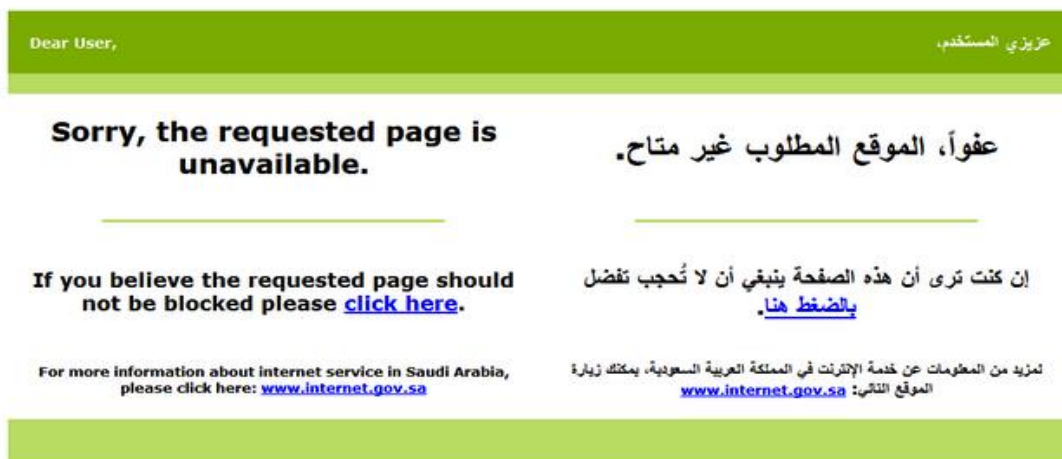 Dear User,
عزيزي المستخدم،
Sorry, the requested page is
unavailable.
عفواً، الموقع المطلوب غير متاح.
If you believe the requested page should
not be blocked please click here.
إن كنت ترى أن هذه الصفحة ينبغي أن لا تُحجب تفضل
بالضغط هنا.
For more information about internet service in Saudi Arabia,
please click here: www.internet.gov.sa
لمزيد من المعلومات عن خدمة الإنترنت في المملكة العربية السعودية، يمكنك زيارة
الموقع التالي: www.internet.gov.sa